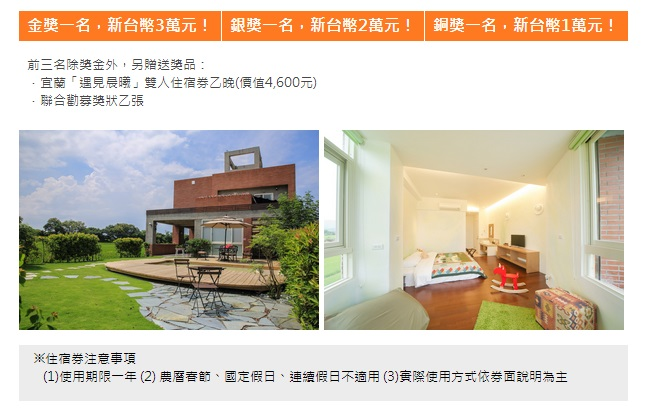 金獎一名，新台幣3萬元！ 銀獎一名，新台幣2萬元！ 銅獎一名，新台幣1萬元！
前三名除獎金外，另贈送獎品：
．宜蘭「遇見晨曦」雙人住宿券乙晚(價值4,600元)
．聯合勸募獎狀乙張
※住宿券注意事項
(1)使用期限一年 (2) 農曆春節、國定假日、連續假日不適用 (3)實際使用方式依券面說明為主